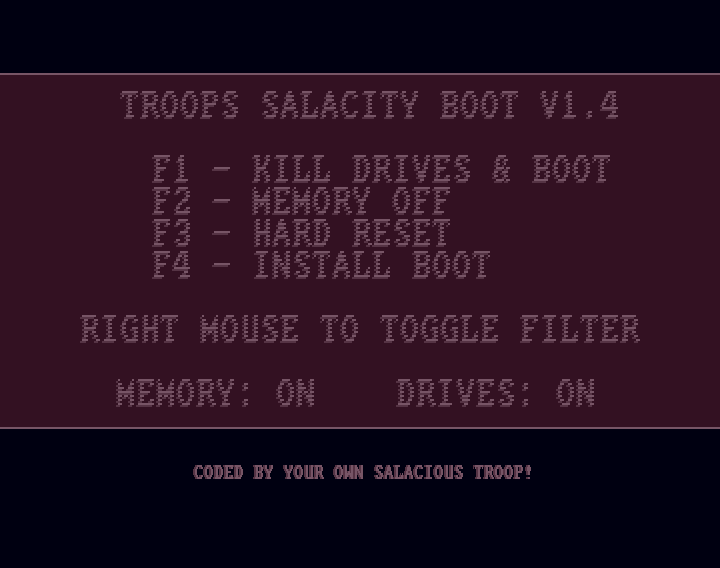 TROOPS SALACITY BOOT V1.4
F1 - KILL DRIVES & BOOT
F2 - MEMORY OFF
F3 - HARD RESET
F4 - INSTALL BOOT
RIGHT MOUSE TO TOGGLE FILTER
MEMORY: ON DRIVES: ON
CODED BY YOUR OWN SALACIOUS TROOP!